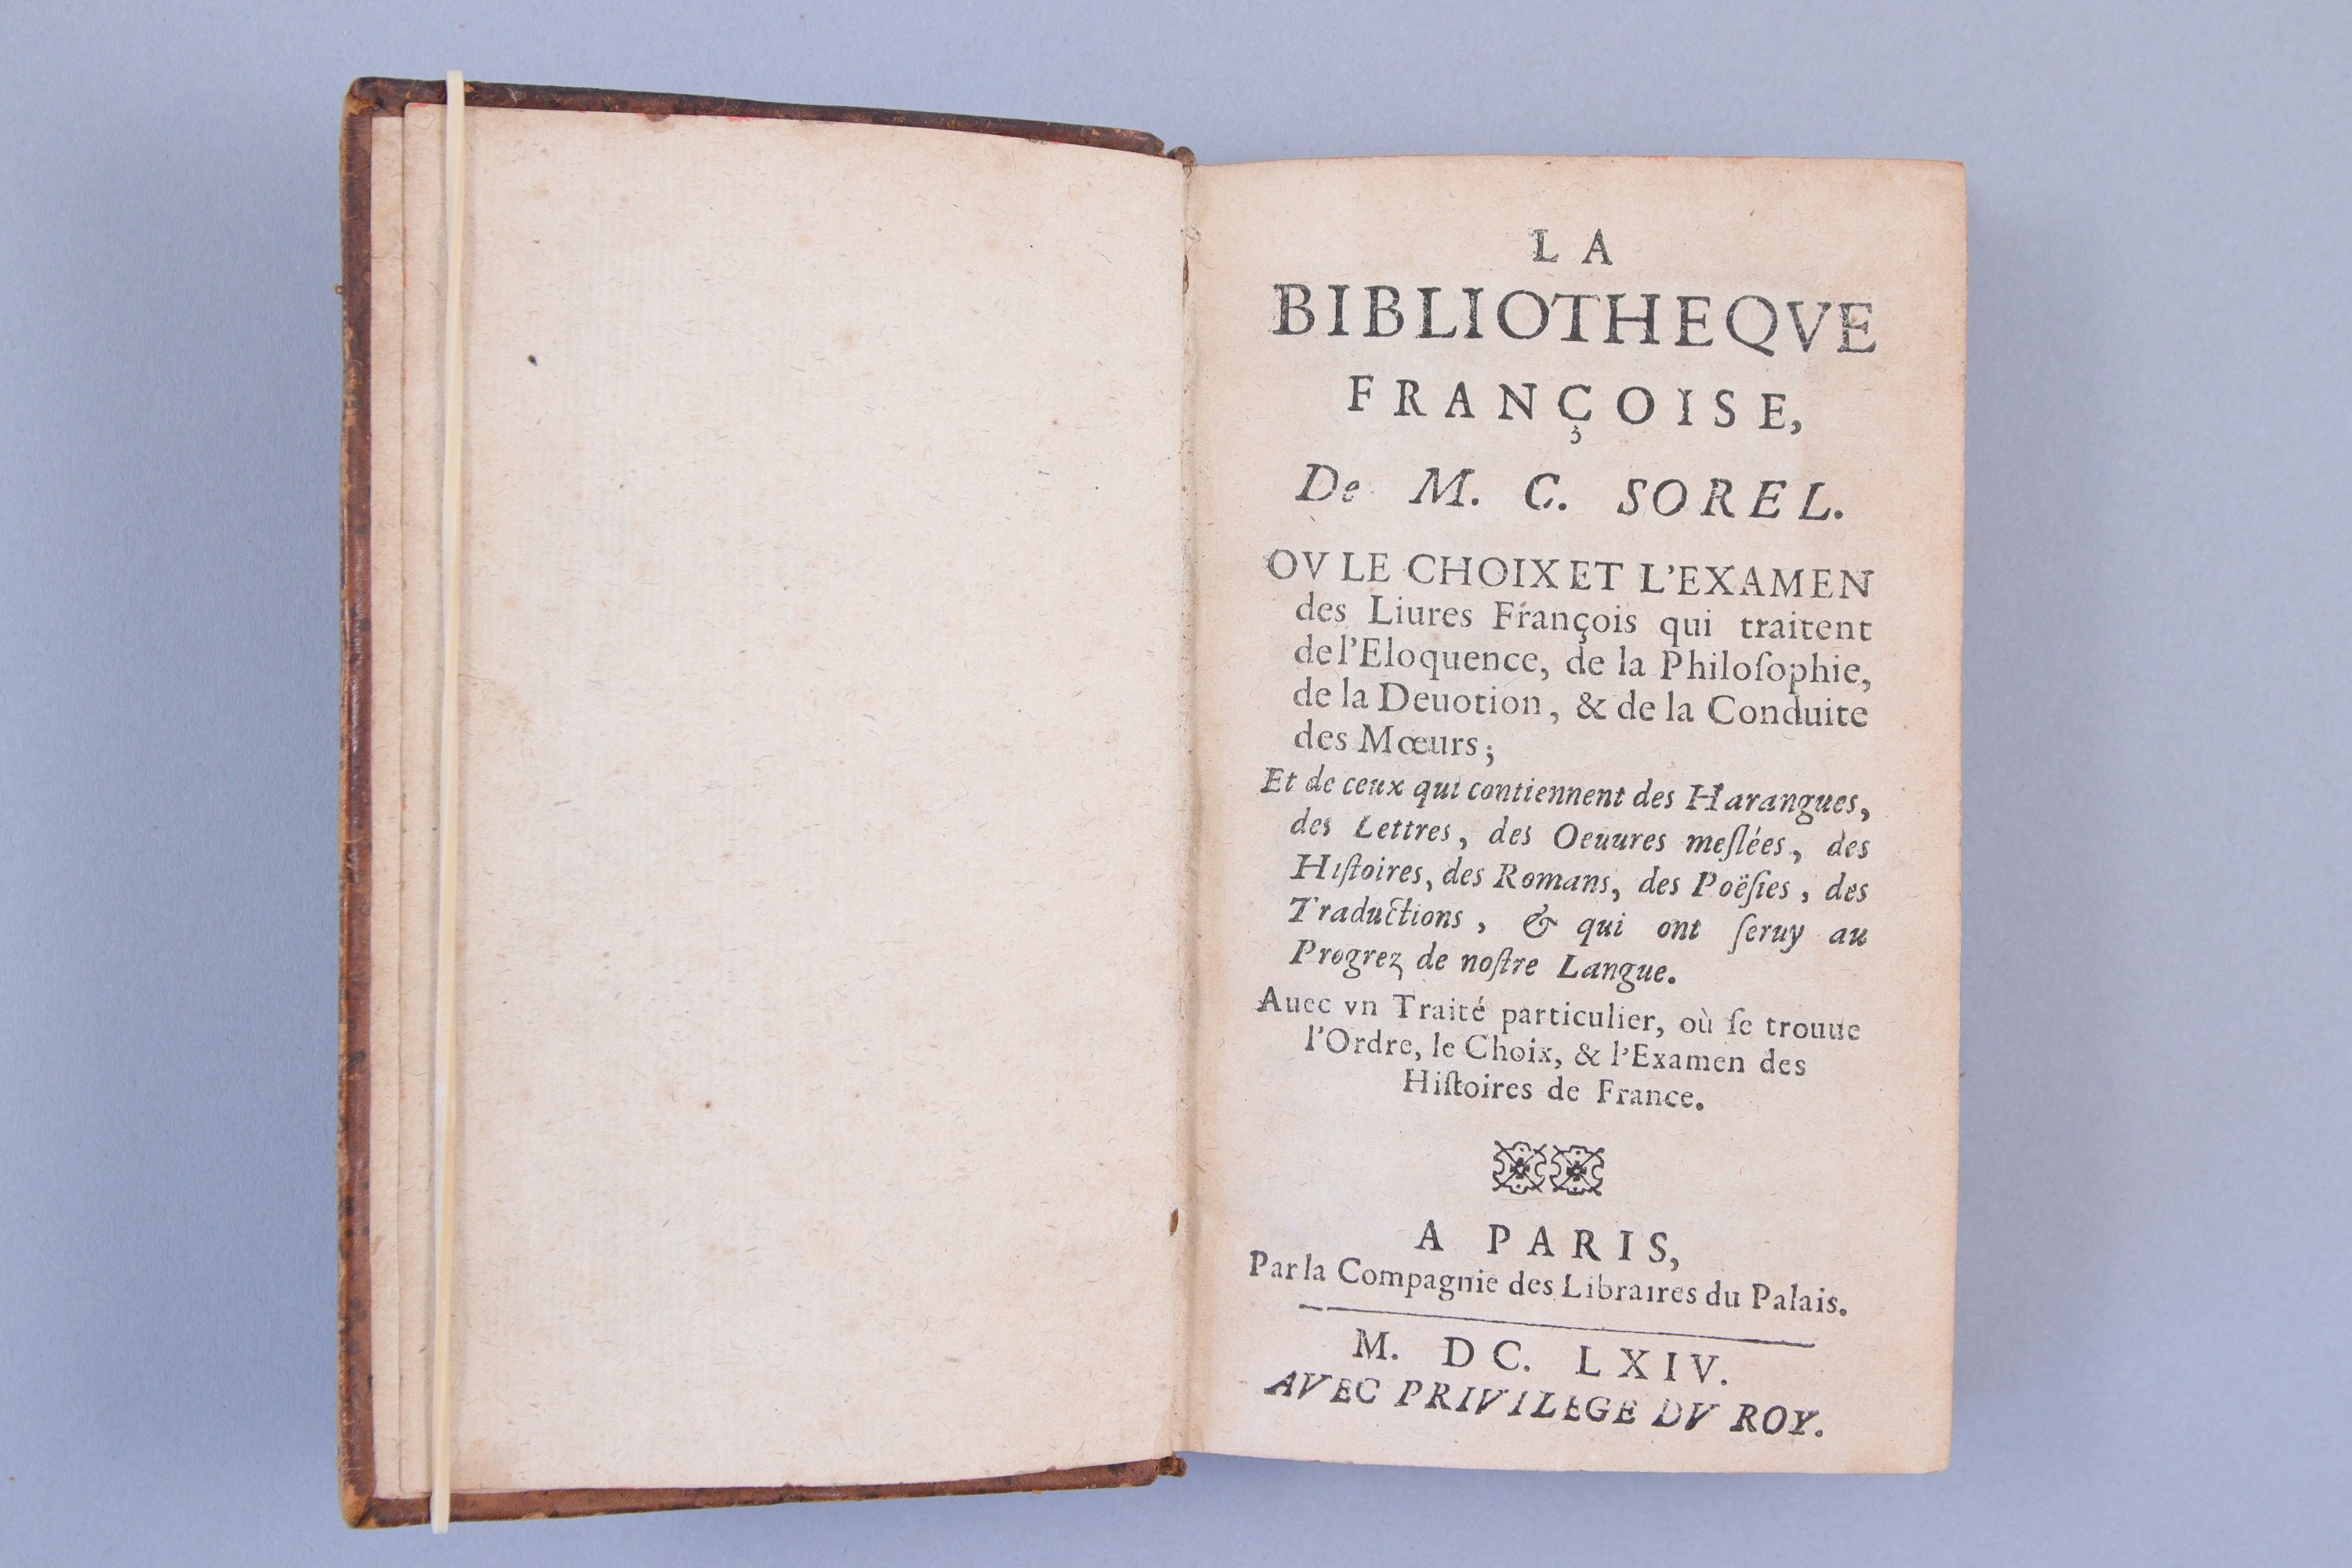 LA
BIBLIOTHEQVE
FRANÇOISE,
De M. C. SOREL.
OV LE CHOIX ET L'EXAMEN
des Liures François qui traitent
de l'Eloquence, de la Philoſophie,
de la Deuotion, & de la Conduite
des Mœurs;
Et de ceux qui contiennent des Harangues,
des Lettres, des Oeuures meſlées, des
Hiſtoires, des Romans, des Poëſies, des
Traductions, & qui ont ſeruy au
Progrez de noſtre Langue.
Auec vn Traité particulier, où ſe trouue
l'Ordre, le Choix, & l'Examen des
Hiſtoires de France.
A PARIS,
Par la Compagnie des Libraires du Palais.
M. DC. LXIV.
AVEC PRIVILEGE DV ROY.